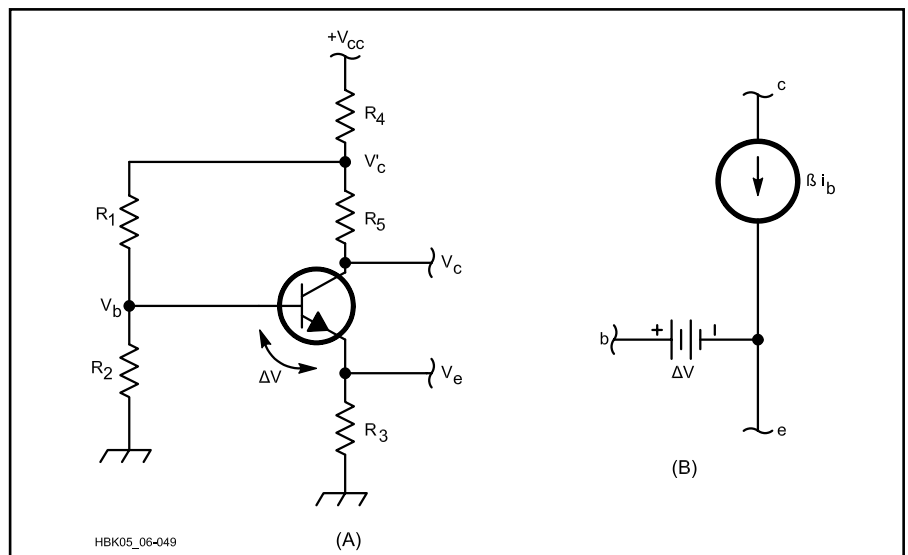 +Vcc
R4
V'c
R1
R5
Vc
Vb
ΔV
Ve
R2
R3
(A)
HBK05_06-049
c
ß ib
b
+
ΔV
e
(B)